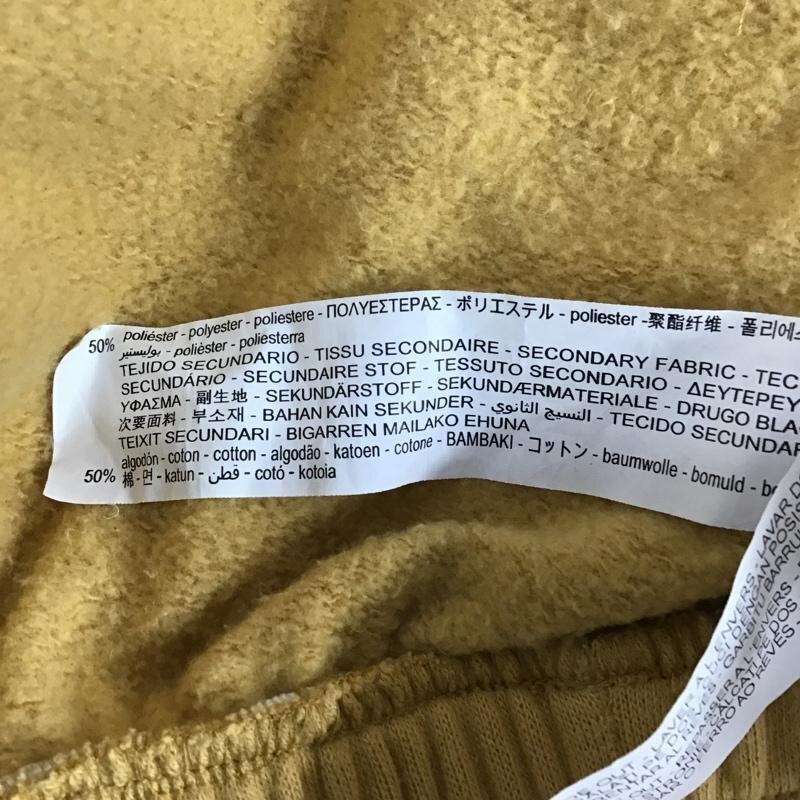 50% poliéster - polyester - poliestere - ΠΟΛΥΕΣΤΕΡΑΣ - ポリエステル - poliester -聚酯纤维 - 폴리에스
بوليستير - polièster - poliesterra
TEJIDO SECUNDARIO - TISSU SECONDAIRE - SECONDARY FABRIC - TEC
SECUNDÁRIO - SECUNDAIRE STOF - TESSUTO SECONDARIO - ΔΕΥΤΕΡΕΥ
ΥΦΑΣΜΑ - 副生地 - SEKUNDÄRSTOFF - SEKUNDÆRMATERIALE - DRUGO BLA
次要面料 - 부소재 - BAHAN KAIN SEKUNDER - النسيج الثانوي - TECIDO SECUNDAR
TEIXIT SECUNDARI - BIGARREN MAILAKO EHUNA
algodón - coton - cotton - algodão - katoen - cotone - BAMBAKI - コットン - baumwolle - bomuld - bo
50% 棉 - 면 - katun - قطن - cotó - kotoia